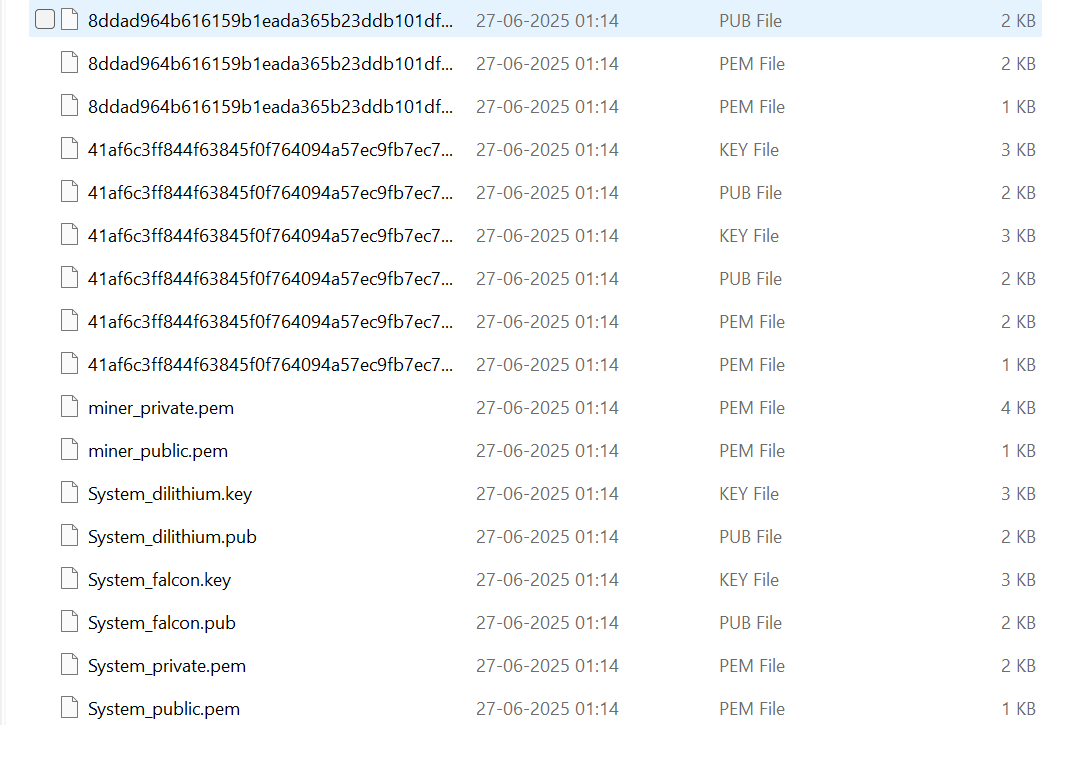 8ddad964b616159b1eada365b23ddb101df... 27-06-2025 01:14 PUB File 2 KB
8ddad964b616159b1eada365b23ddb101df... 27-06-2025 01:14 PEM File 2 KB
8ddad964b616159b1eada365b23ddb101df... 27-06-2025 01:14 PEM File 1 KB
41af6c3ff844f63845f0f764094a57ec9fb7ec7... 27-06-2025 01:14 KEY File 3 KB
41af6c3ff844f63845f0f764094a57ec9fb7ec7... 27-06-2025 01:14 PUB File 2 KB
41af6c3ff844f63845f0f764094a57ec9fb7ec7... 27-06-2025 01:14 KEY File 3 KB
41af6c3ff844f63845f0f764094a57ec9fb7ec7... 27-06-2025 01:14 PUB File 2 KB
41af6c3ff844f63845f0f764094a57ec9fb7ec7... 27-06-2025 01:14 PEM File 2 KB
41af6c3ff844f63845f0f764094a57ec9fb7ec7... 27-06-2025 01:14 PEM File 1 KB
miner_private.pem 27-06-2025 01:14 PEM File 4 KB
miner_public.pem 27-06-2025 01:14 PEM File 1 KB
System_dilithium.key 27-06-2025 01:14 KEY File 3 KB
System_dilithium.pub 27-06-2025 01:14 PUB File 2 KB
System_falcon.key 27-06-2025 01:14 KEY File 3 KB
System_falcon.pub 27-06-2025 01:14 PUB File 2 KB
System_private.pem 27-06-2025 01:14 PEM File 2 KB
System_public.pem 27-06-2025 01:14 PEM File 1 KB